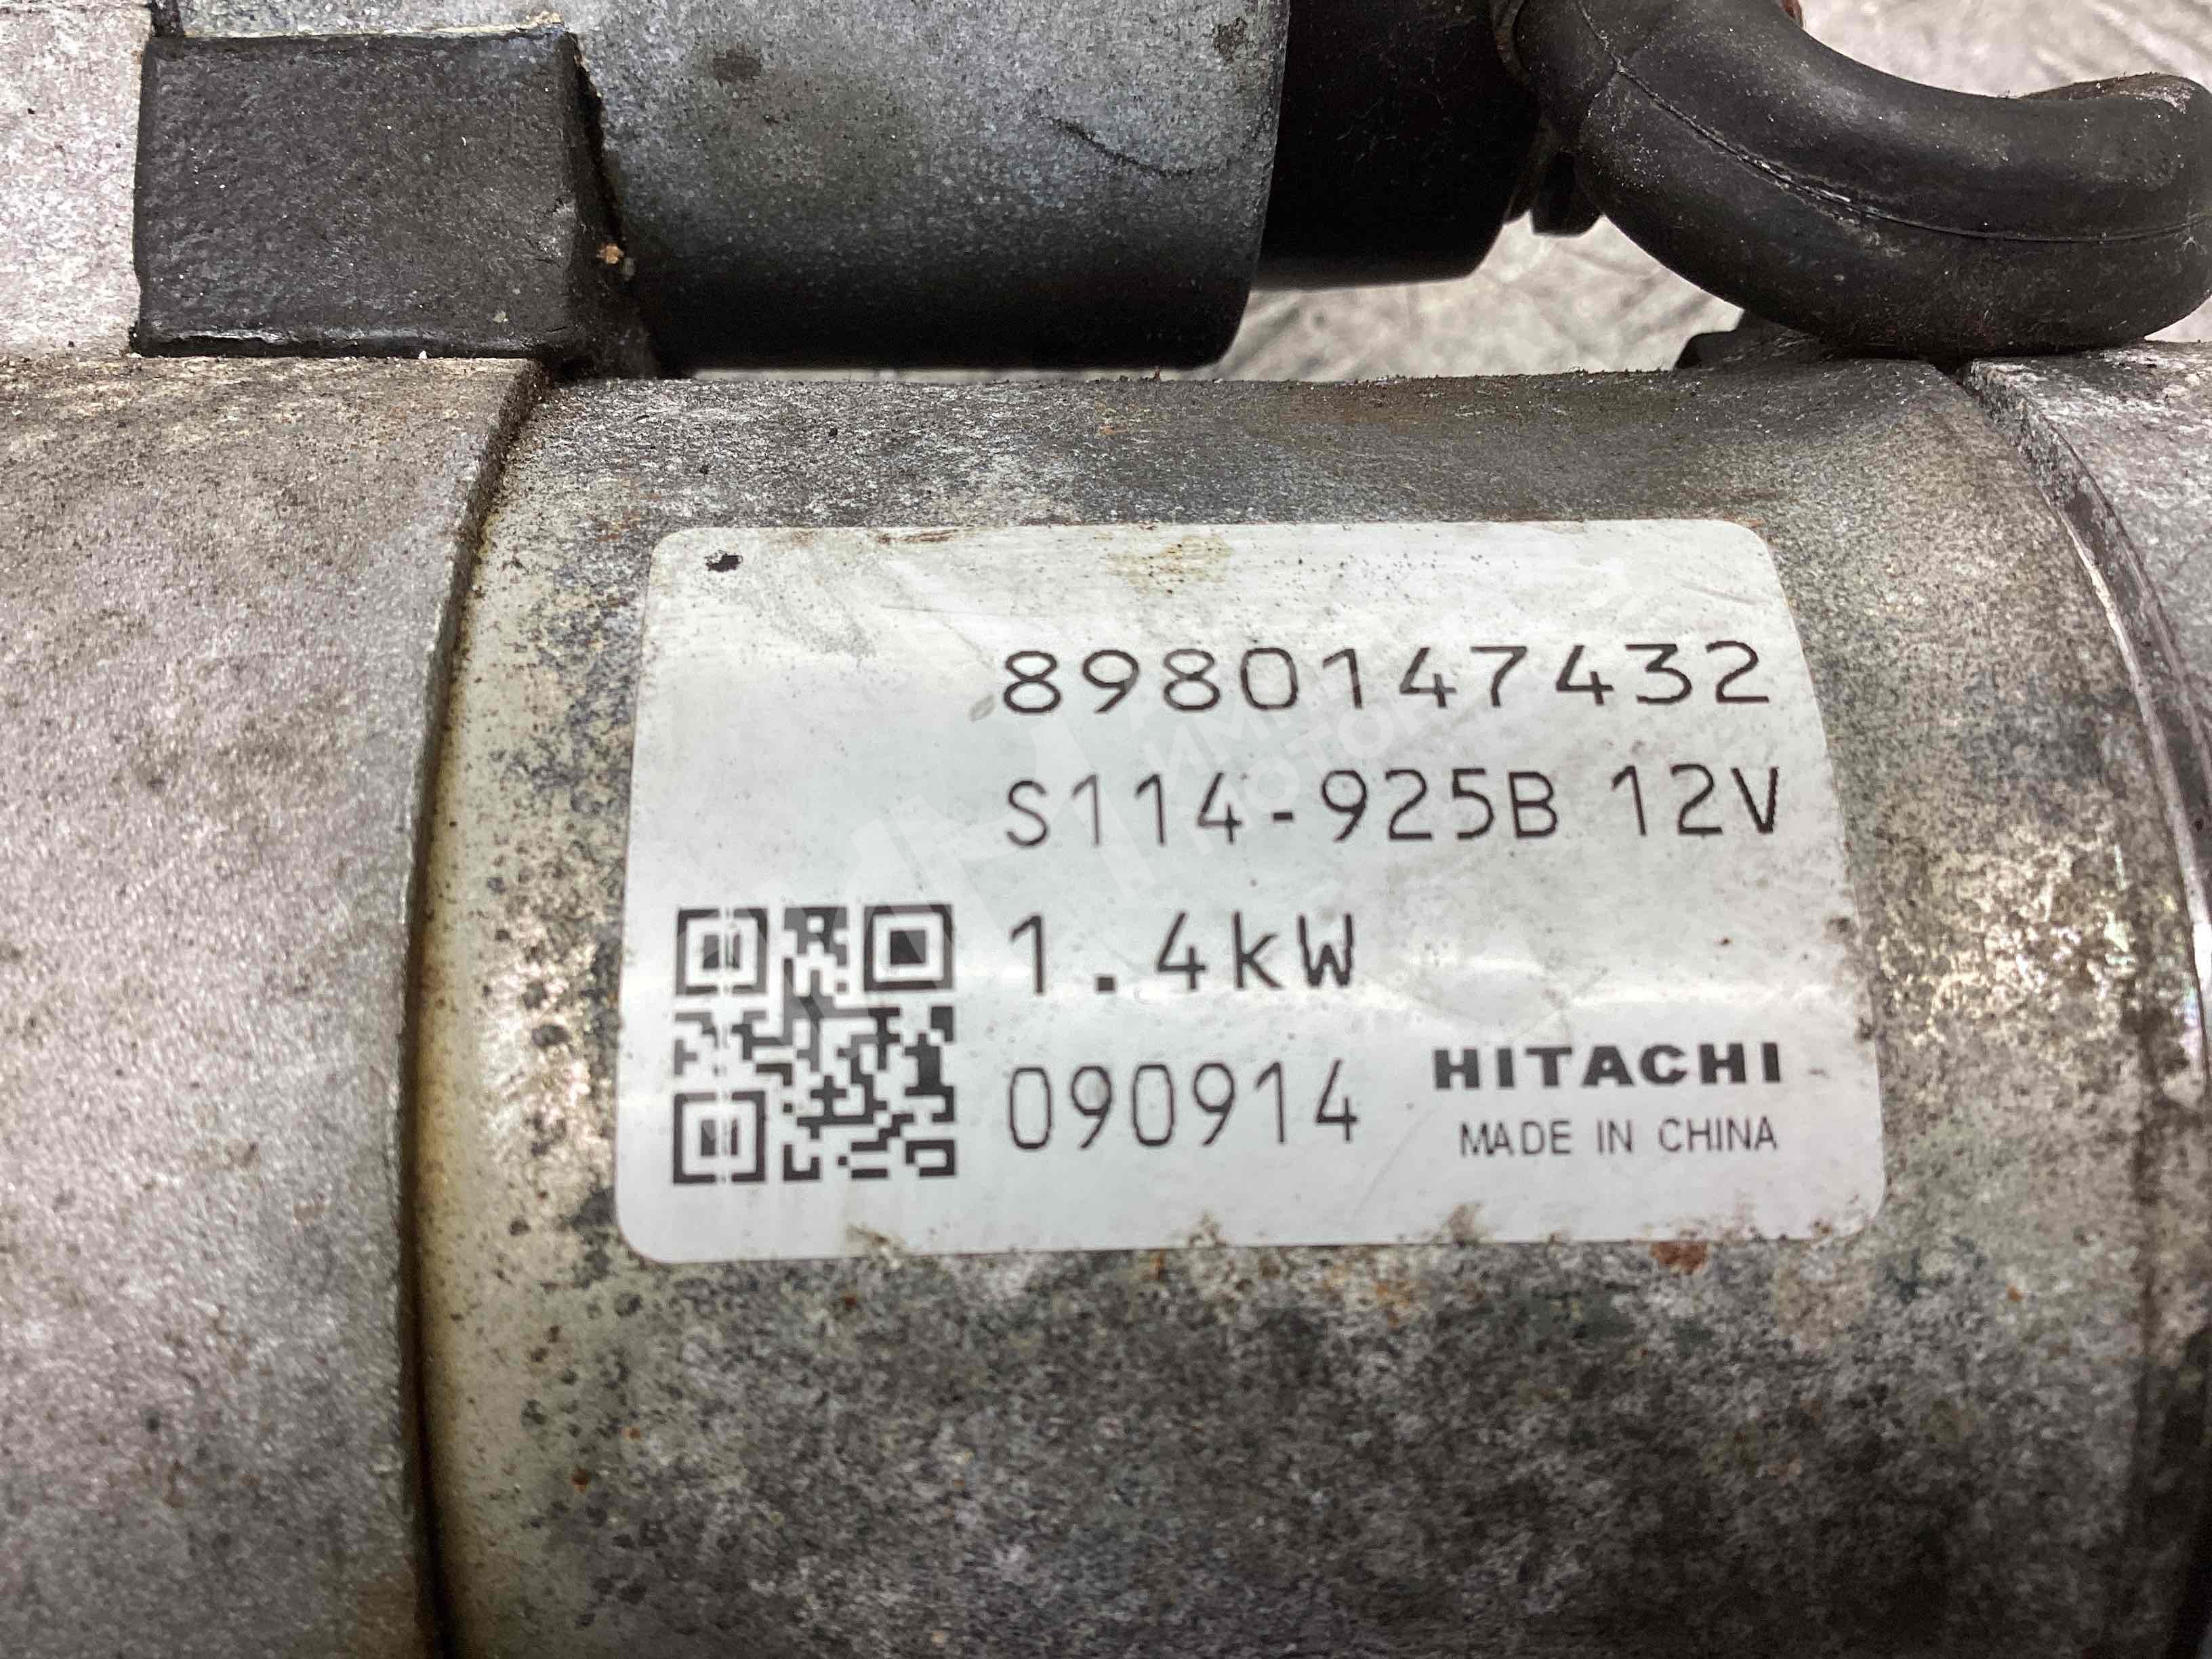 8980147432
S114-925B 12V
1.4kW
090914 HITACHI
MADE IN CHINA